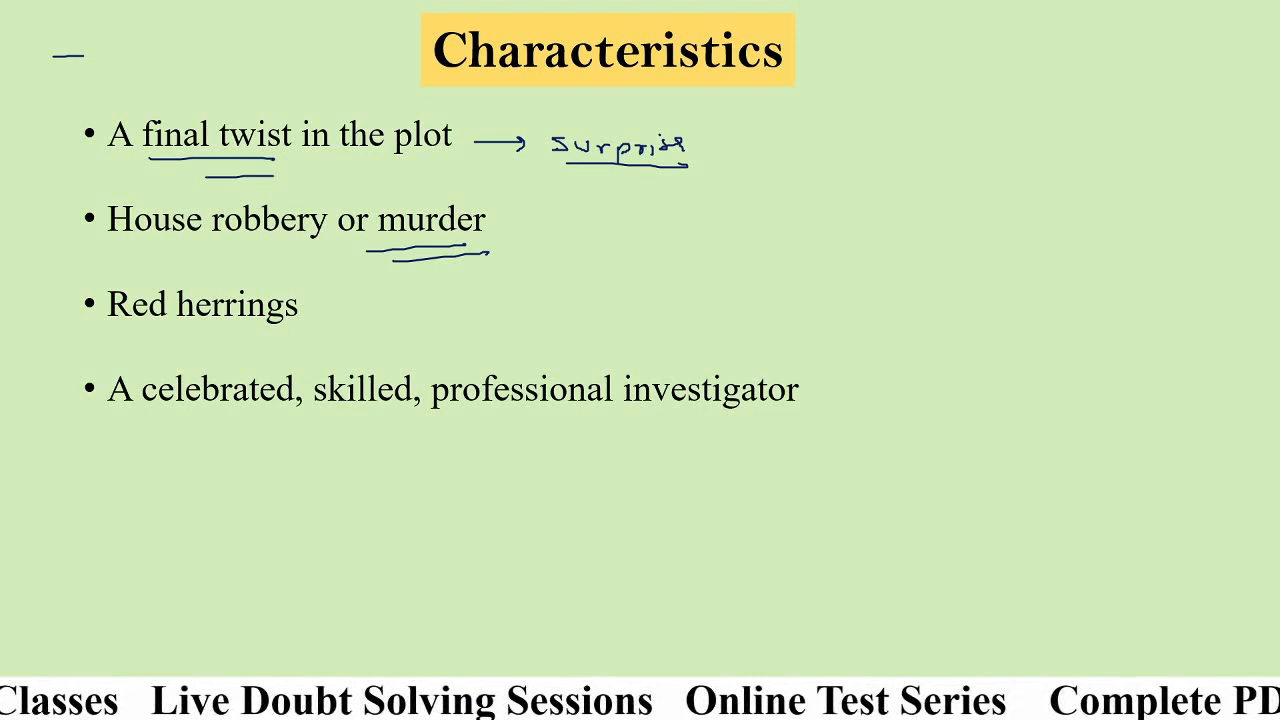 Characteristics
• A final twist in the plot → surprise
• House robbery or murder
• Red herrings
• A celebrated, skilled, professional investigator
Classes Live Doubt Solving Sessions Online Test Series Complete PD